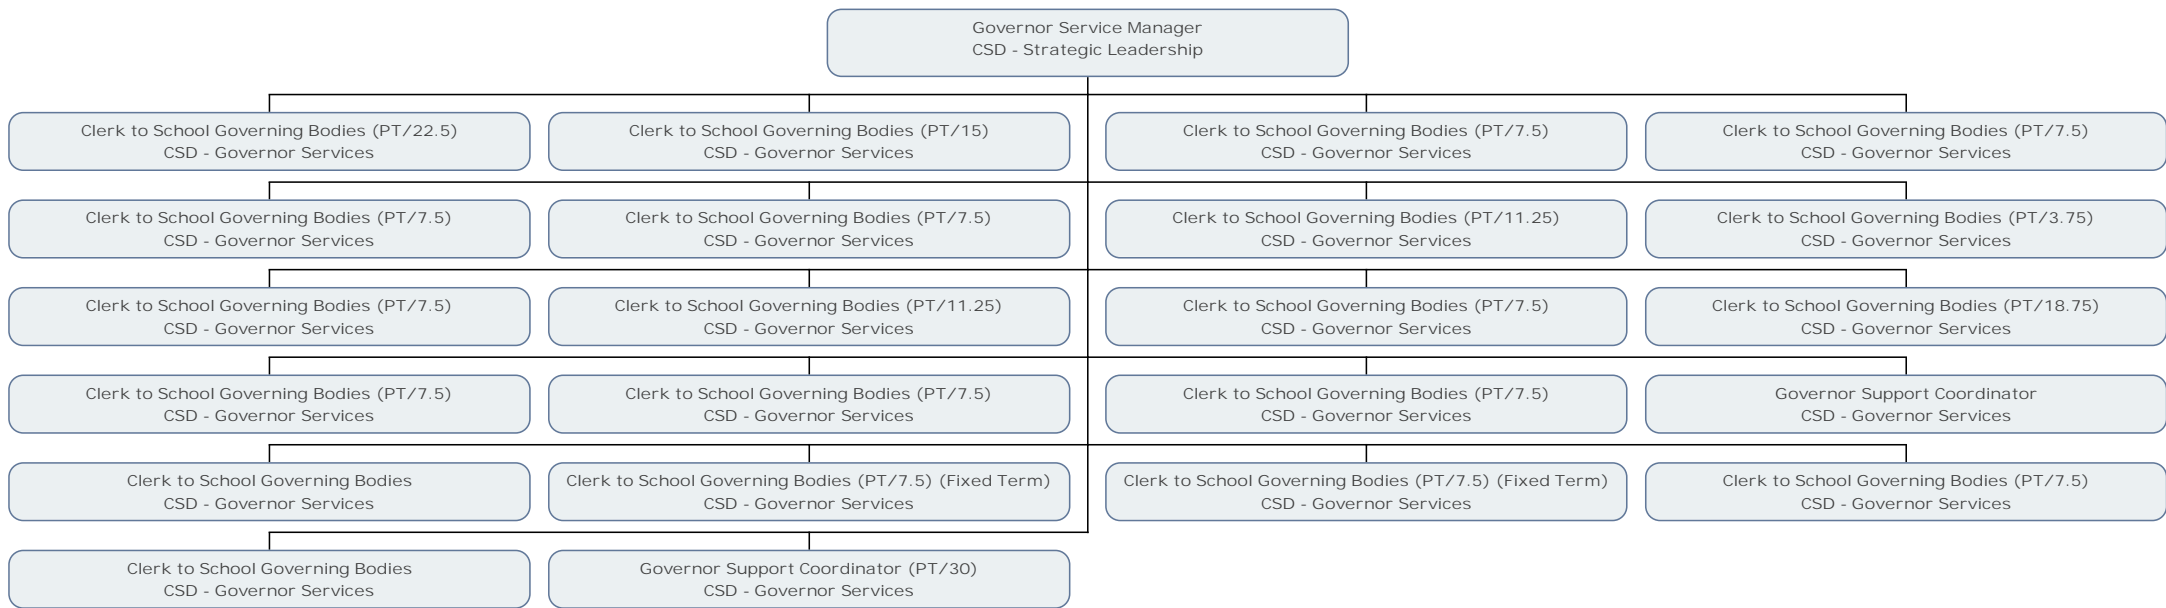 Governor Service Manager
CSD - Strategic Leadership
Clerk to School Governing Bodies (PT/22.5)
CSD - Governor Services
Clerk to School Governing Bodies (PT/15)
CSD - Governor Services
Clerk to School Governing Bodies (PT/7.5)
CSD - Governor Services
Clerk to School Governing Bodies (PT/7.5)
CSD - Governor Services
Clerk to School Governing Bodies (PT/7.5)
CSD - Governor Services
Clerk to School Governing Bodies (PT/7.5)
CSD - Governor Services
Clerk to School Governing Bodies (PT/11.25)
CSD - Governor Services
Clerk to School Governing Bodies (PT/3.75)
CSD - Governor Services
Clerk to School Governing Bodies (PT/7.5)
CSD - Governor Services
Clerk to School Governing Bodies (PT/11.25)
CSD - Governor Services
Clerk to School Governing Bodies (PT/7.5)
CSD - Governor Services
Clerk to School Governing Bodies (PT/18.75)
CSD - Governor Services
Clerk to School Governing Bodies (PT/7.5)
CSD - Governor Services
Clerk to School Governing Bodies (PT/7.5)
CSD - Governor Services
Clerk to School Governing Bodies (PT/7.5)
CSD - Governor Services
Governor Support Coordinator
CSD - Governor Services
Clerk to School Governing Bodies
CSD - Governor Services
Clerk to School Governing Bodies (PT/7.5) (Fixed Term)
CSD - Governor Services
Clerk to School Governing Bodies (PT/7.5) (Fixed Term)
CSD - Governor Services
Clerk to School Governing Bodies (PT/7.5)
CSD - Governor Services
Clerk to School Governing Bodies
CSD - Governor Services
Governor Support Coordinator (PT/30)
CSD - Governor Services